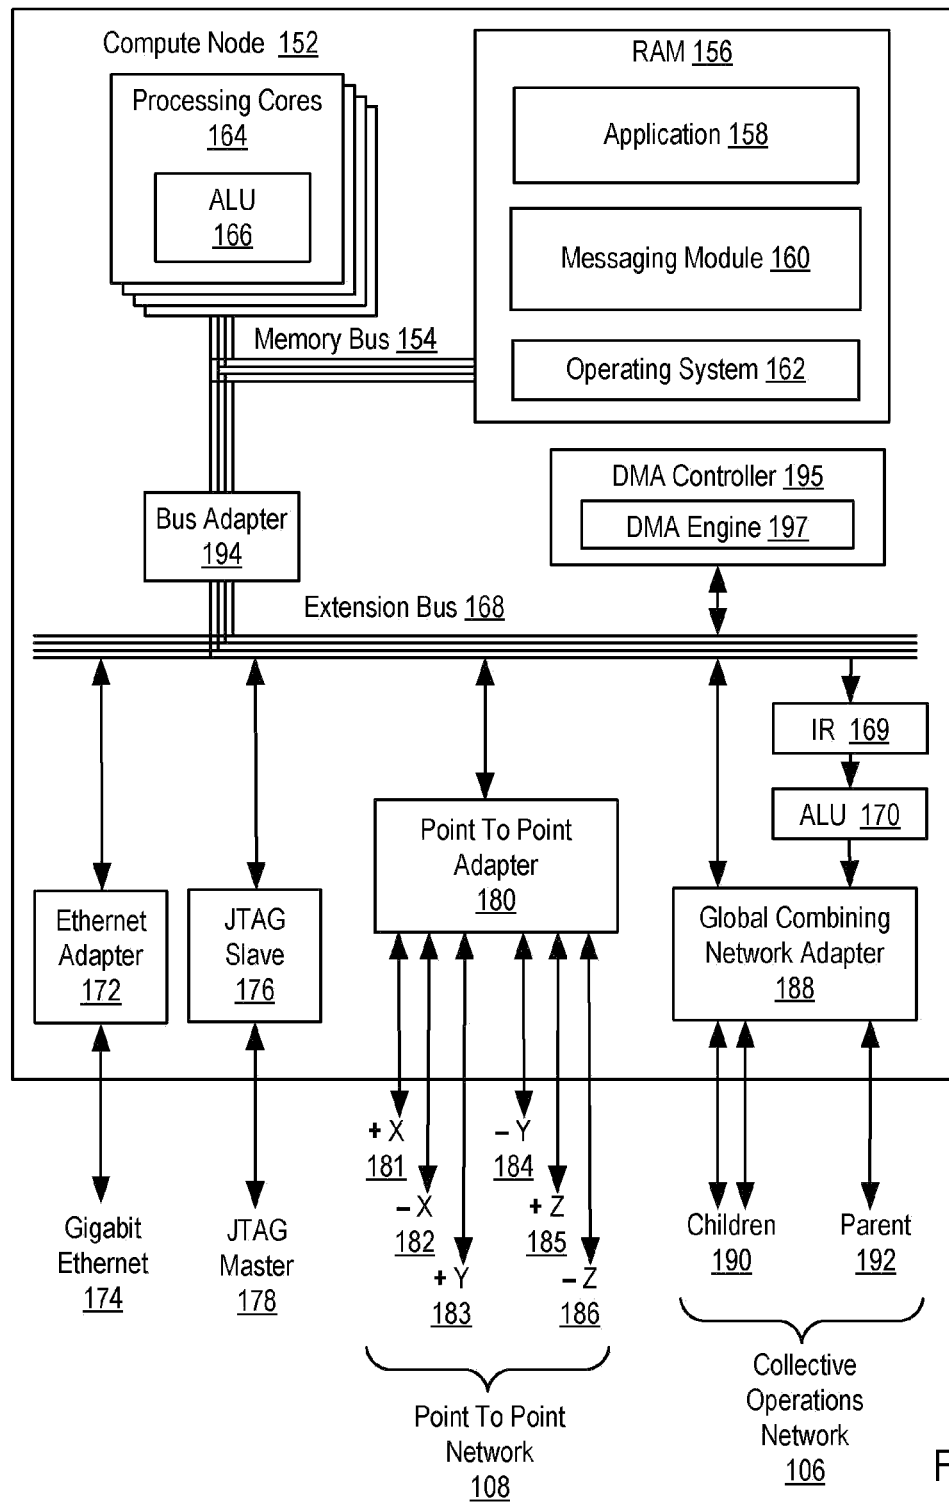 Compute Node 152
RAM 156
Processing Cores
164
Application 158
ALU
166
Messaging Module 160
Memory Bus 154
Operating System 162
DMA Controller 195
Bus Adapter
194
DMA Engine 197
Extension Bus 168
IR 169
ALU 170
Point To Point
Adapter
180
Ethernet
Adapter
172
JTAG
Slave
176
Global Combining
Network Adapter
188
+ X
181
– Y
184
– X
182
+ Z
185
+ Y
183
– Z
186
Gigabit
Ethernet
174
JTAG
Master
178
Children
190
Parent
192
Point To Point
Network
108
Collective
Operations
Network
106
F